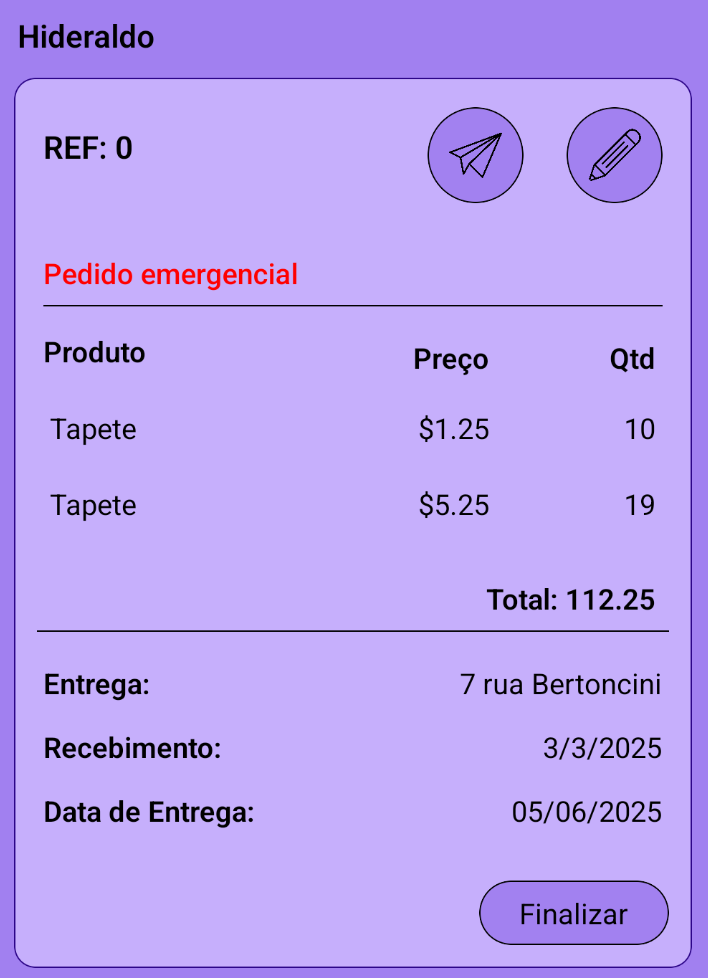 Hideraldo
REF: 0
Pedido emergencial
Produto Preço Qtd
Tapete $1.25 10
Tapete $5.25 19
Total: 112.25
Entrega: 7 rua Bertoncini
Recebimento: 3/3/2025
Data de Entrega: 05/06/2025
Finalizar